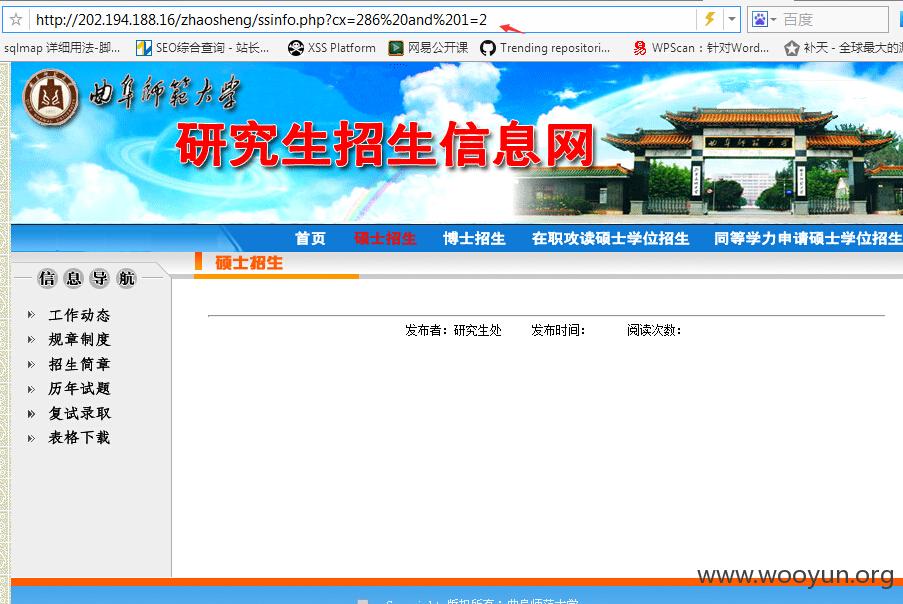 http://202.194.188.16/zhaosheng/ssinfo.php?cx=286%20and%201=2 百度
sqlmap 详细用法-脚... SEO综合查询 - 站长... XSS Platform 网易公开课 Trending repositori... WPScan：针对Word... 补天 - 全球最大的
曲阜师范大学
研究生招生信息网
首页 硕士招生 博士招生 在职攻读硕士学位招生 同等学力申请硕士学位招生
信息导航
硕士招生
工作动态
规章制度
招生简章
历年试题
复试录取
表格下载
发布者：研究生处 发布时间： 阅读次数：
www.wooyun.org
Copyright 版权所有：曲阜师范大学